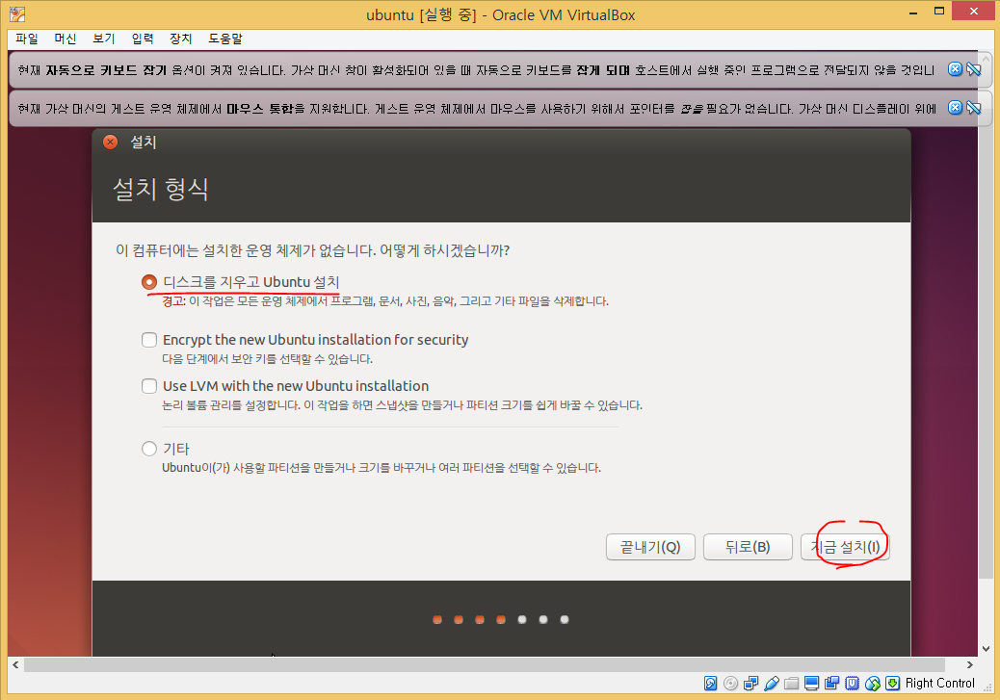 ubuntu [실행 중] - Oracle VM VirtualBox
파일 머신 보기 입력 장치 도움말
현재 자동으로 키보드 잡기 옵션이 켜져 있습니다. 가상 머신 창이 활성화되어 있을 때 자동으로 키보드를 잡게 되며 호스트에서 실행 중인 프로그램으로 전달되지 않을 것입니
현재 가상 머신의 게스트 운영 체제에서 마우스 통합을 지원합니다. 게스트 운영 체제에서 마우스를 사용하기 위해서 포인터를 잡을 필요가 없습니다. 가상 머신 디스플레이 위에
설치
설치 형식
이 컴퓨터에는 설치한 운영 체제가 없습니다. 어떻게 하시겠습니까?
디스크를 지우고 Ubuntu 설치
경고: 이 작업은 모든 운영 체제에서 프로그램, 문서, 사진, 음악, 그리고 기타 파일을 삭제합니다.
Encrypt the new Ubuntu installation for security
다음 단계에서 보안 키를 선택할 수 있습니다.
Use LVM with the new Ubuntu installation
논리 볼륨 관리를 설정합니다. 이 작업을 하면 스냅샷을 만들거나 파티션 크기를 쉽게 바꿀 수 있습니다.
기타
Ubuntu이(가) 사용할 파티션을 만들거나 크기를 바꾸거나 여러 파티션을 선택할 수 있습니다.
끝내기(Q) 뒤로(B) 지금 설치(I)
Right Control